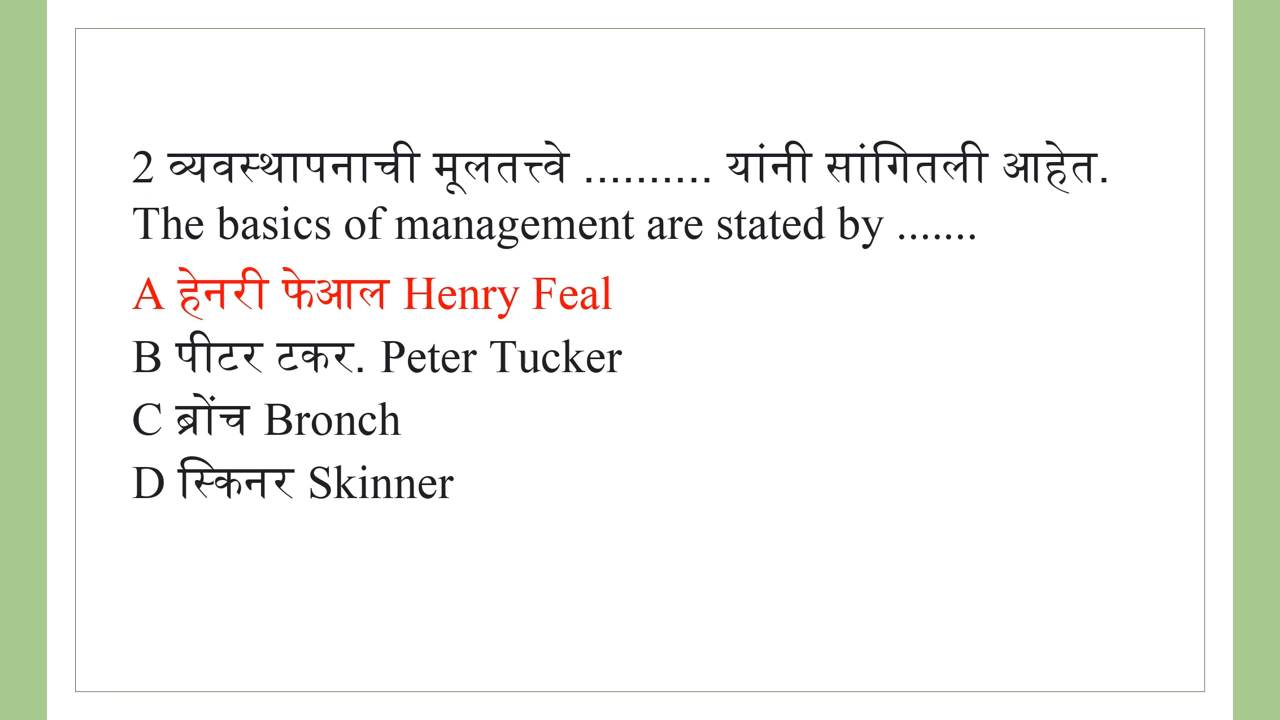 2 व्यवस्थापनाची मूलतत्त्वे .......... यांनी सांगितली आहेत.
The basics of management are stated by .......
A हेनरी फेआल Henry Feal
B पीटर टकर. Peter Tucker
C ब्रोंच Bronch
D स्किनर Skinner